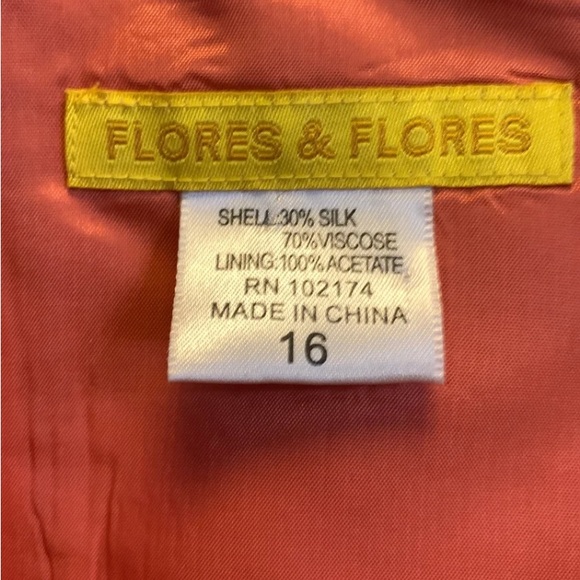 FLORES & FLORES
SHELL:30% SILK
70%VISCOSE
LINING:100%ACETATE
RN 102174
MADE IN CHINA
16